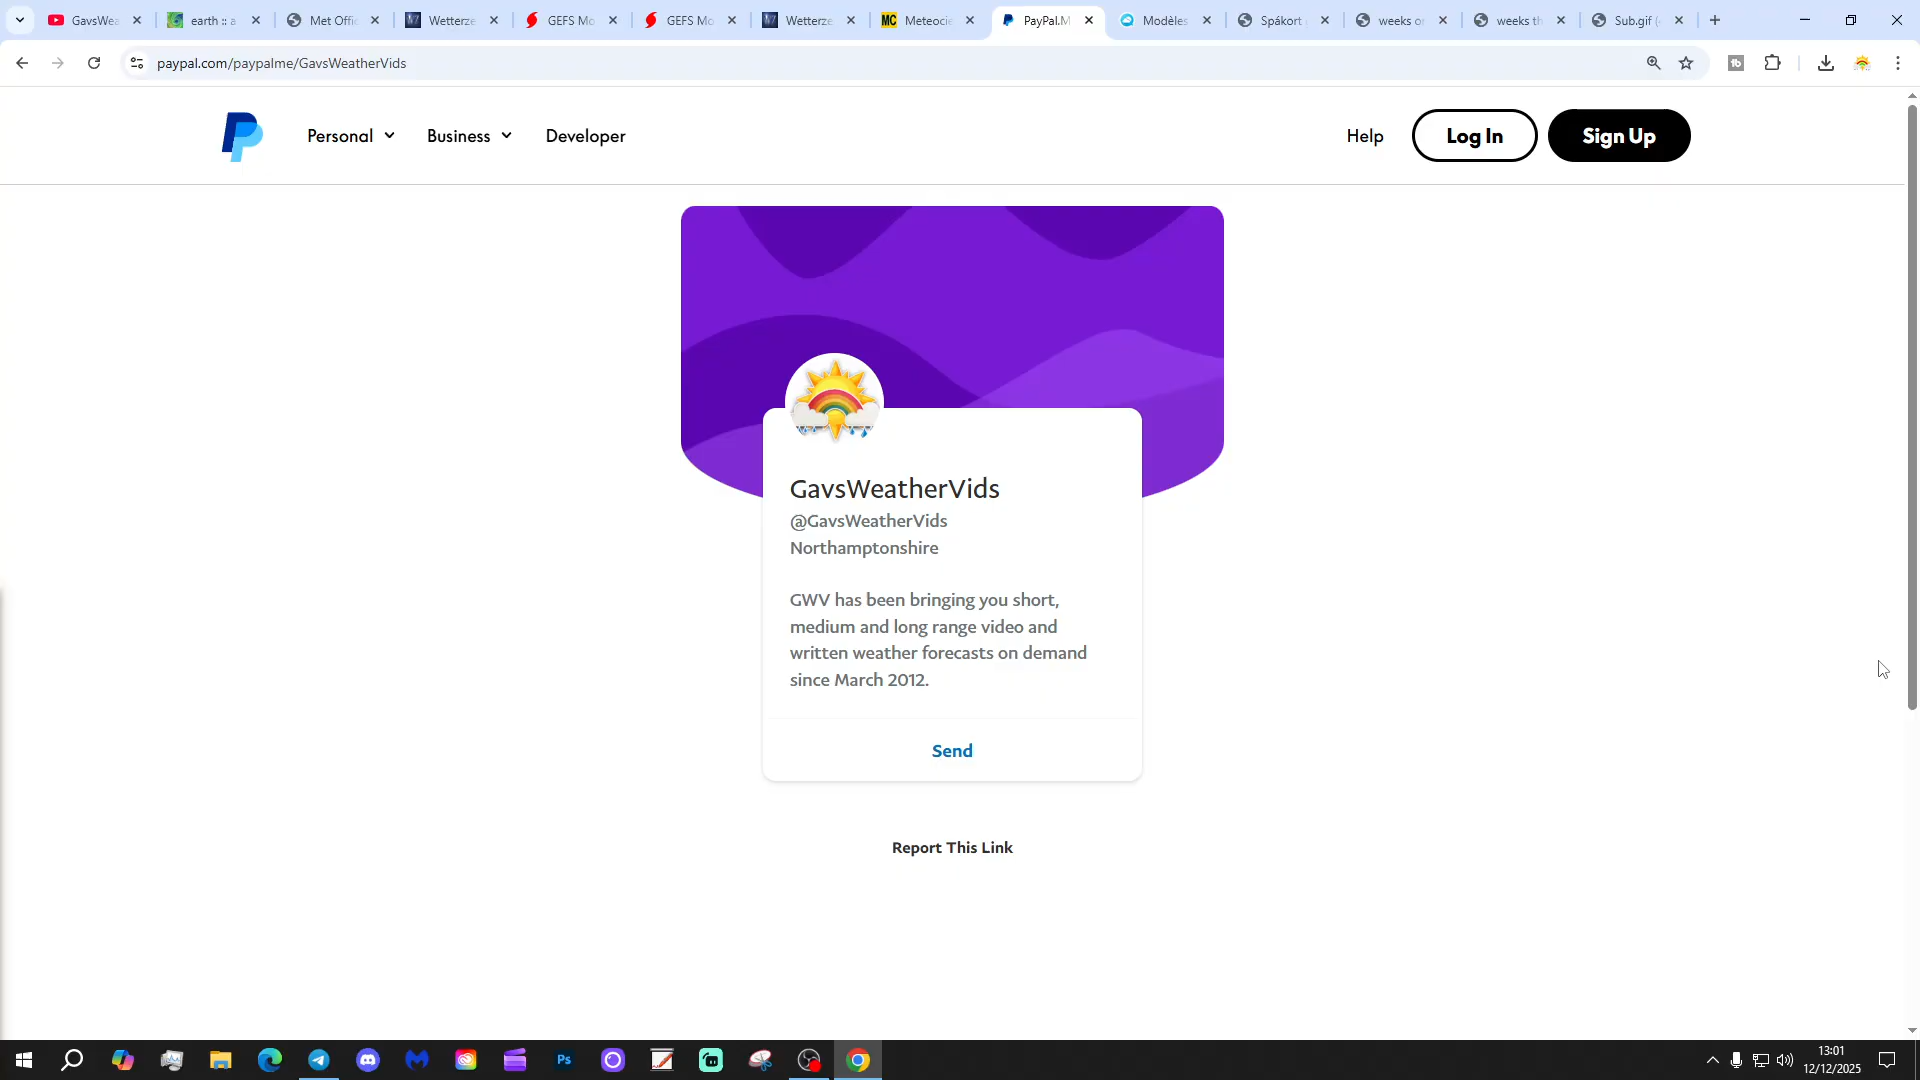 GavsWea
earth :: a
Met Offic
Wetterze
GEFS Mo
GEFS Mo
Wetterze
MC
Meteocie
PayPal.M
Modèles
Spákort
weeks o
weeks th
Sub.gif (
paypal.com/paypalme/GavsWeatherVids
Personal
Business
Developer
Help
Log In
Sign Up
GavsWeatherVids
@GavsWeatherVids
Northamptonshire
GWV has been bringing you short,
medium and long range video and
written weather forecasts on demand
since March 2012.
Send
Report This Link
Ps
13:01
12/12/2025